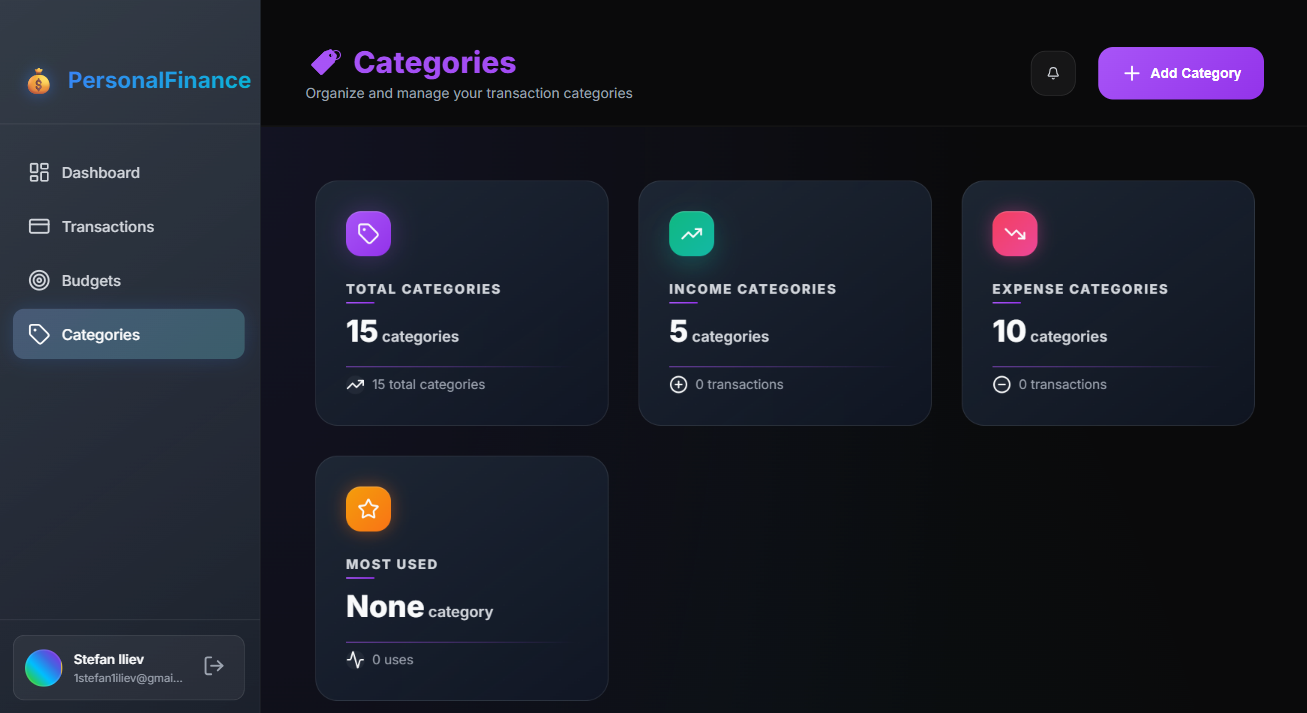 PersonalFinance
Dashboard
Transactions
Budgets
Categories
Stefan Iliev
1stefan1iliev@gmai...
Categories
Organize and manage your transaction categories
Add Category
TOTAL CATEGORIES
15 categories
15 total categories
INCOME CATEGORIES
5 categories
0 transactions
EXPENSE CATEGORIES
10 categories
0 transactions
MOST USED
None category
0 uses